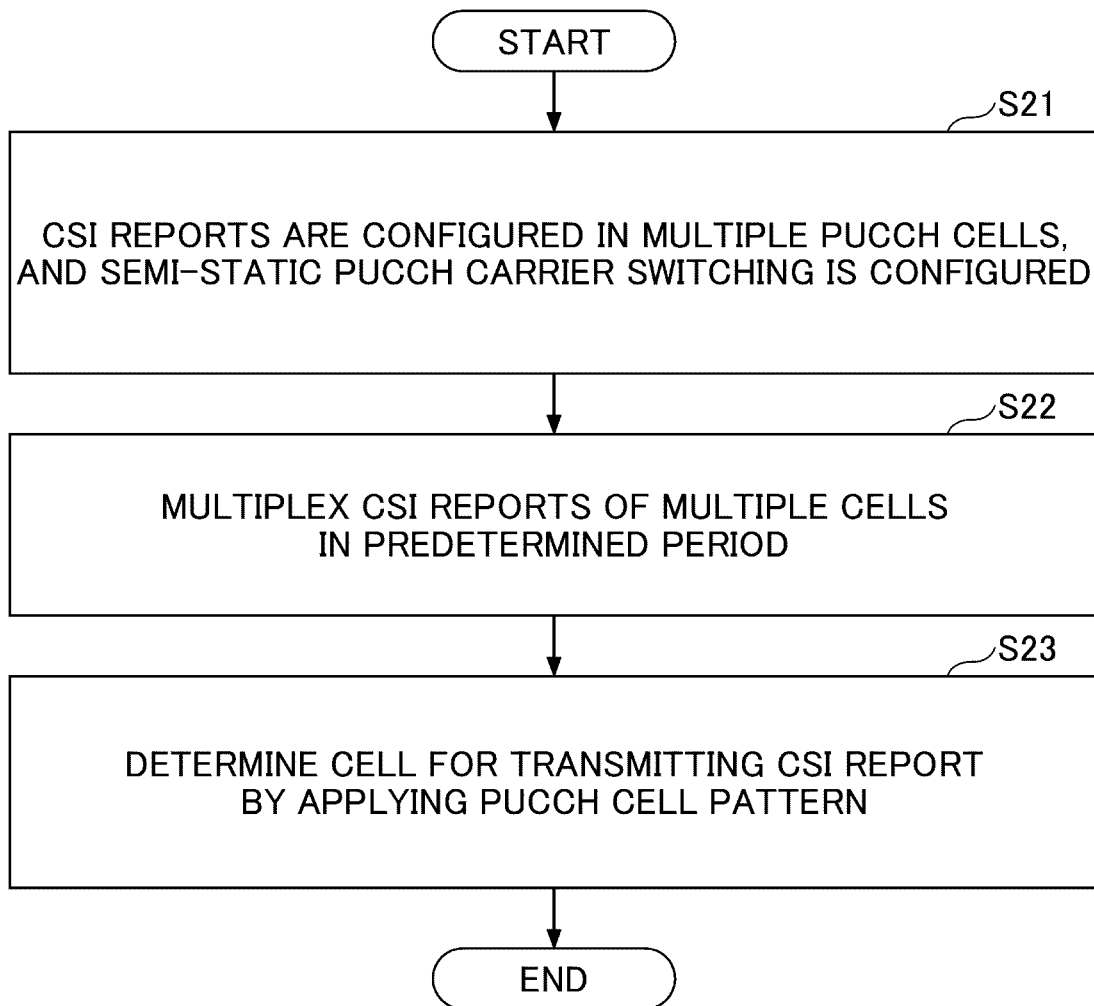 START
S21
CSI REPORTS ARE CONFIGURED IN MULTIPLE PUCCH CELLS,
AND SEMI-STATIC PUCCH CARRIER SWITCHING IS CONFIGURED
S22
MULTIPLEX CSI REPORTS OF MULTIPLE CELLS
IN PREDETERMINED PERIOD
S23
DETERMINE CELL FOR TRANSMITTING CSI REPORT
BY APPLYING PUCCH CELL PATTERN
END